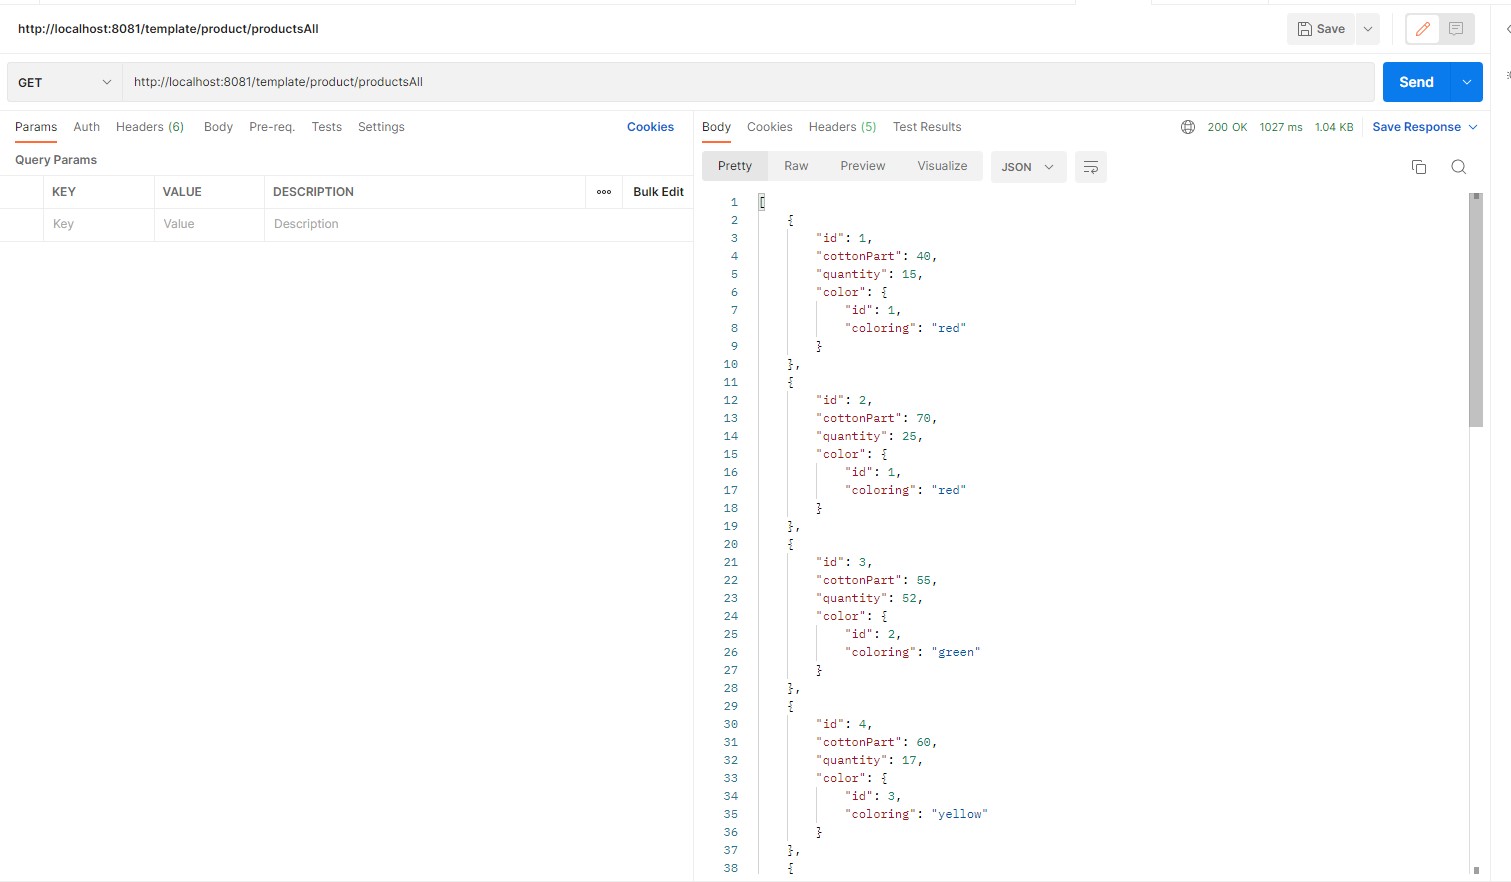 http://localhost:8081/template/product/productsAll
Save
GET
http://localhost:8081/template/product/productsAll
Send
Params Auth Headers (6) Body Pre-req. Tests Settings Cookies
Query Params
KEY VALUE DESCRIPTION ooo Bulk Edit
Key Value Description
Body Cookies Headers (5) Test Results 200 OK 1027 ms 1.04 KB Save Response
Pretty Raw Preview Visualize JSON
1 [
2 {
3 "id": 1,
4 "cottonPart": 40,
5 "quantity": 15,
6 "color": {
7 "id": 1,
8 "coloring": "red"
9 }
10 },
11 {
12 "id": 2,
13 "cottonPart": 70,
14 "quantity": 25,
15 "color": {
16 "id": 1,
17 "coloring": "red"
18 }
19 },
20 {
21 "id": 3,
22 "cottonPart": 55,
23 "quantity": 52,
24 "color": {
25 "id": 2,
26 "coloring": "green"
27 }
28 },
29 {
30 "id": 4,
31 "cottonPart": 60,
32 "quantity": 17,
33 "color": {
34 "id": 3,
35 "coloring": "yellow"
36 }
37 },
38 {